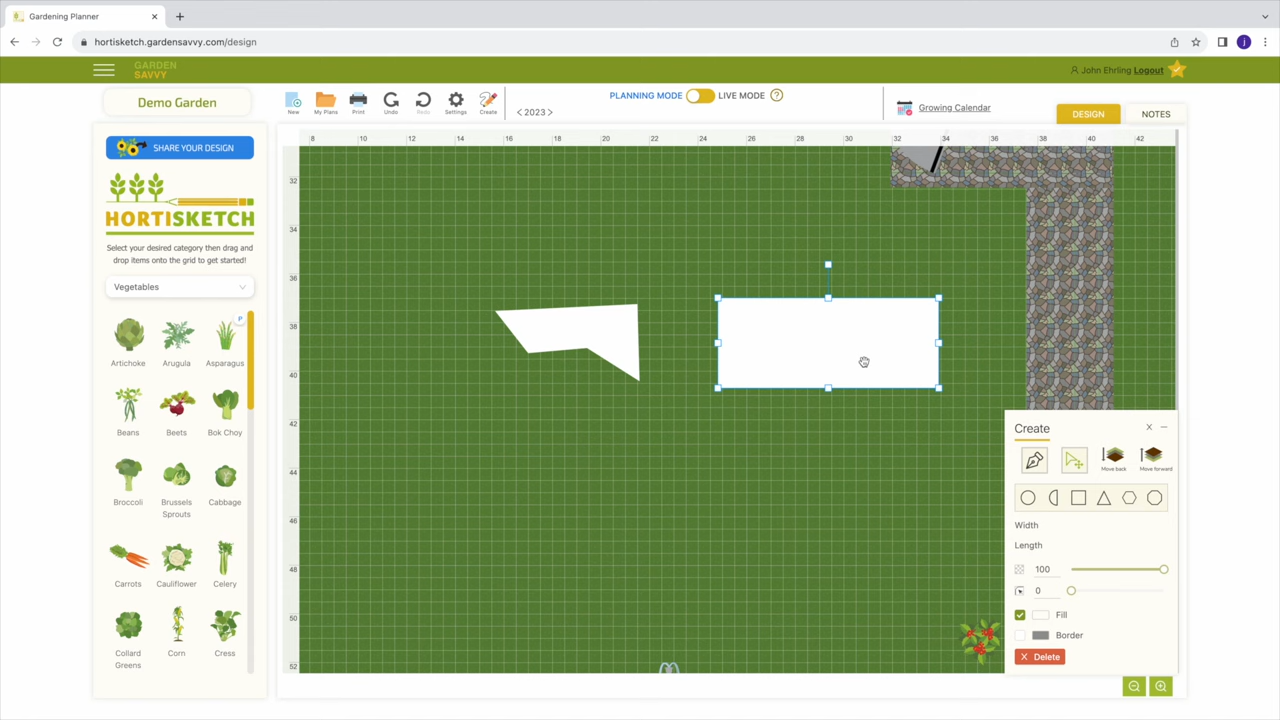 Gardening Planner
hortisketch.gardensavvy.com/design
j
GARDEN
SAVVY
John Ehrling Logout
Demo Garden
New
My Plans
Print
Undo
Redo
Settings
Create
< 2023 >
PLANNING MODE
LIVE MODE
?
Growing Calendar
DESIGN
NOTES
SHARE YOUR DESIGN
HORTISKETCH
Select your desired category then drag and
drop items onto the grid to get started!
Vegetables
P
Artichoke
Arugula
Asparagus
Beans
Beets
Bok Choy
Broccoli
Brussels
Sprouts
Cabbage
Carrots
Cauliflower
Celery
Collard
Greens
Corn
Cress
8 10 12 14 16 18 20 22 24 26 28 30 32 34 36 38 40 42
32
34
36
38
40
42
44
46
48
50
52
Create
X
Move back
Move forward
Width
Length
100
0
Fill
Border
X Delete